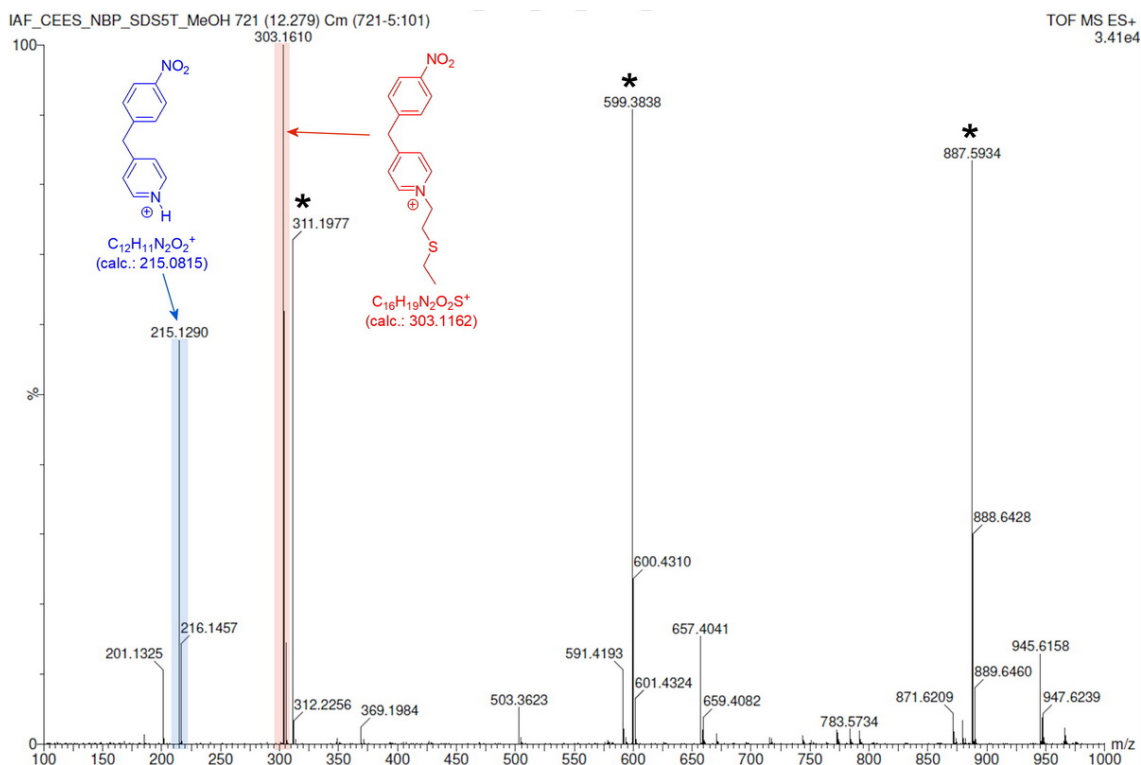 IAF_CEES_NBP_SDS5T_MeOH 721 (12.279) Cm (721-5:101)
TOF MS ES+
3.41e4
100
303.1610
NO₂
N
⊕
H
C₁₂H₁₁N₂O₂⁺
(calc.: 215.0815)
215.1290
216.1457
201.1325
*
311.1977
312.2256
369.1984
NO₂
N
⊕
S
C₁₆H₁₉N₂O₂S⁺
(calc.: 303.1162)
503.3623
*
599.3838
600.4310
591.4193
601.4324
657.4041
659.4082
783.5734
*
887.5934
888.6428
889.6460
871.6209
945.6158
947.6239
%
0
100 150 200 250 300 350 400 450 500 550 600 650 700 750 800 850 900 950 1000
m/z